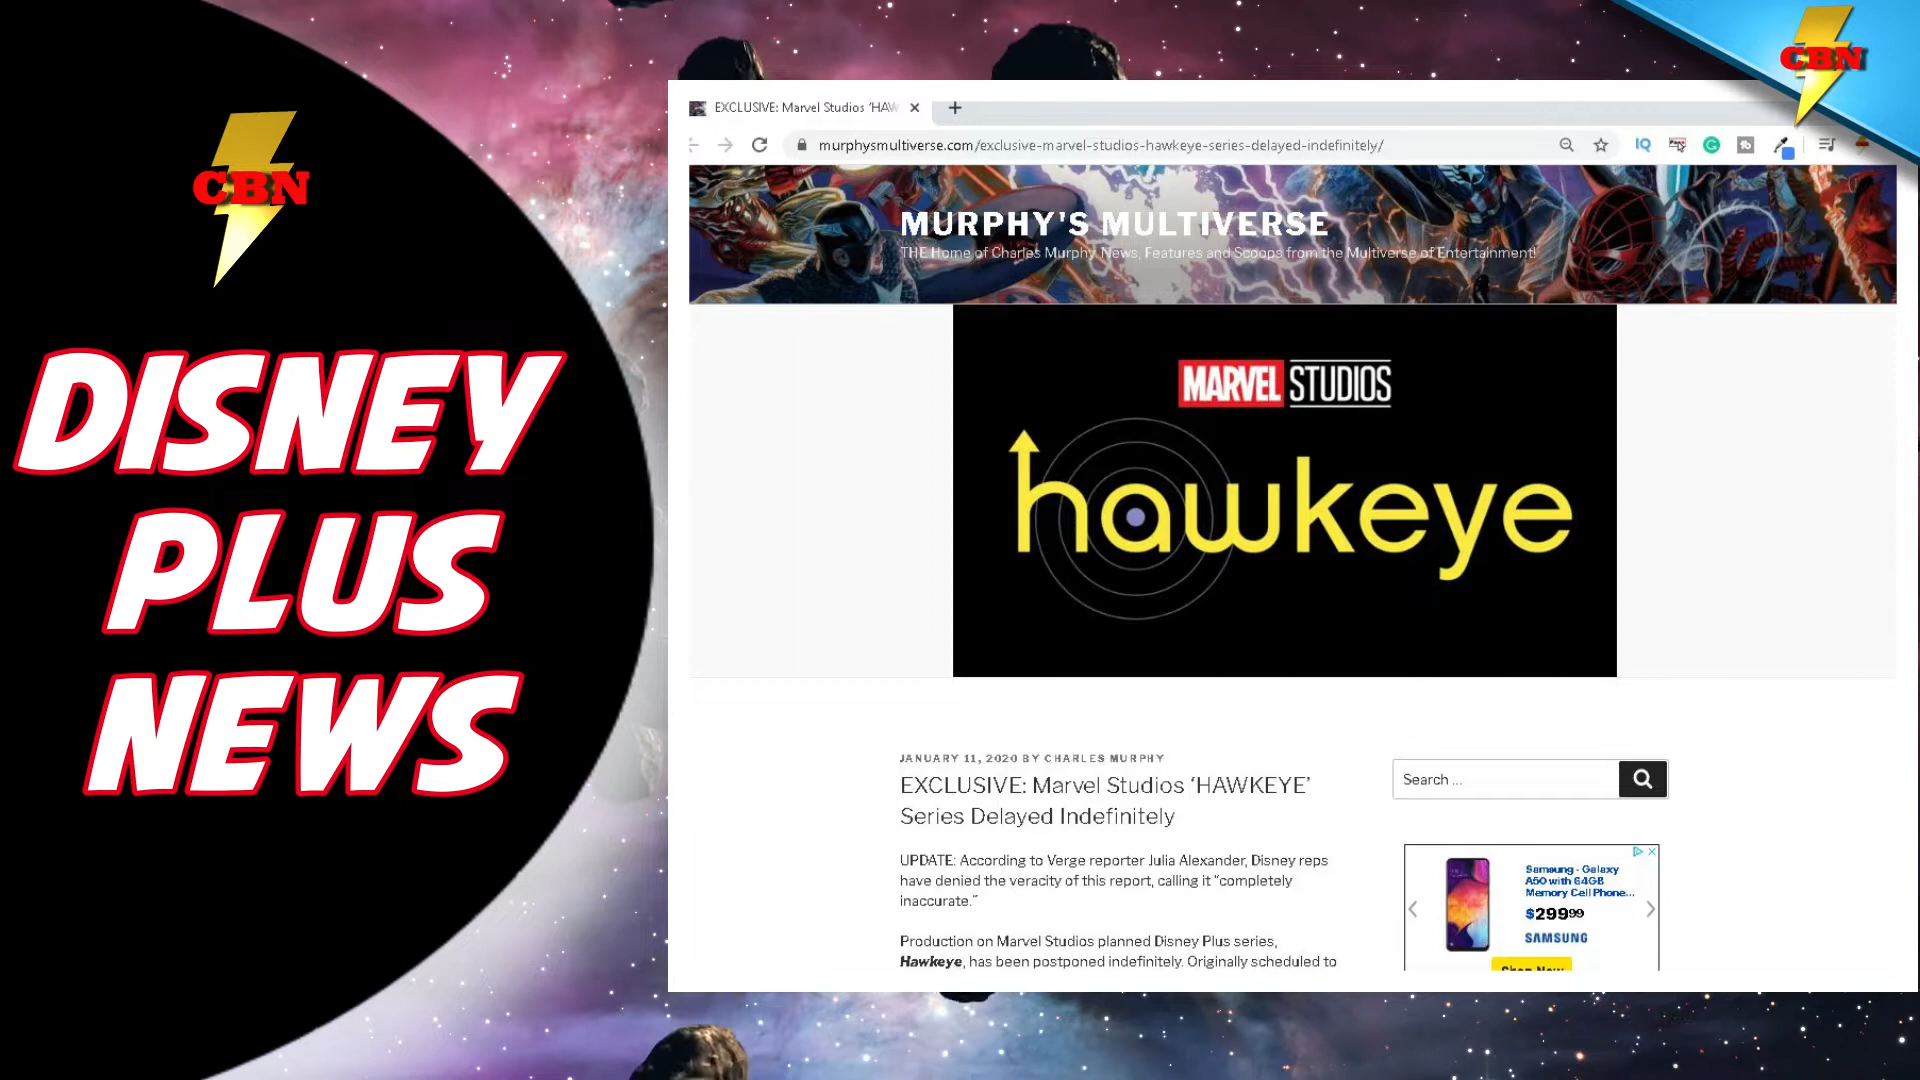 CBN
DISNEY
PLUS
NEWS
CBN
EXCLUSIVE: Marvel Studios ‘HAW
murphysmultiverse.com/exclusive-marvel-studios-hawkeye-series-delayed-indefinitely/
IQ
MURPHY'S MULTIVERSE
THE Home of Charles Murphy. News, Features and Scoops from the Multiverse of Entertainment!
MARVEL STUDIOS
hawkeye
JANUARY 11, 2020 BY CHARLES MURPHY
EXCLUSIVE: Marvel Studios ‘HAWKEYE’
Series Delayed Indefinitely
UPDATE: According to Verge reporter Julia Alexander, Disney reps
have denied the veracity of this report, calling it “completely
inaccurate.”
Production on Marvel Studios planned Disney Plus series,
Hawkeye, has been postponed indefinitely. Originally scheduled to
Search ...
Samsung - Galaxy
A50 with 64GB
Memory Cell Phone...
$299 99
SAMSUNG
Shop Now